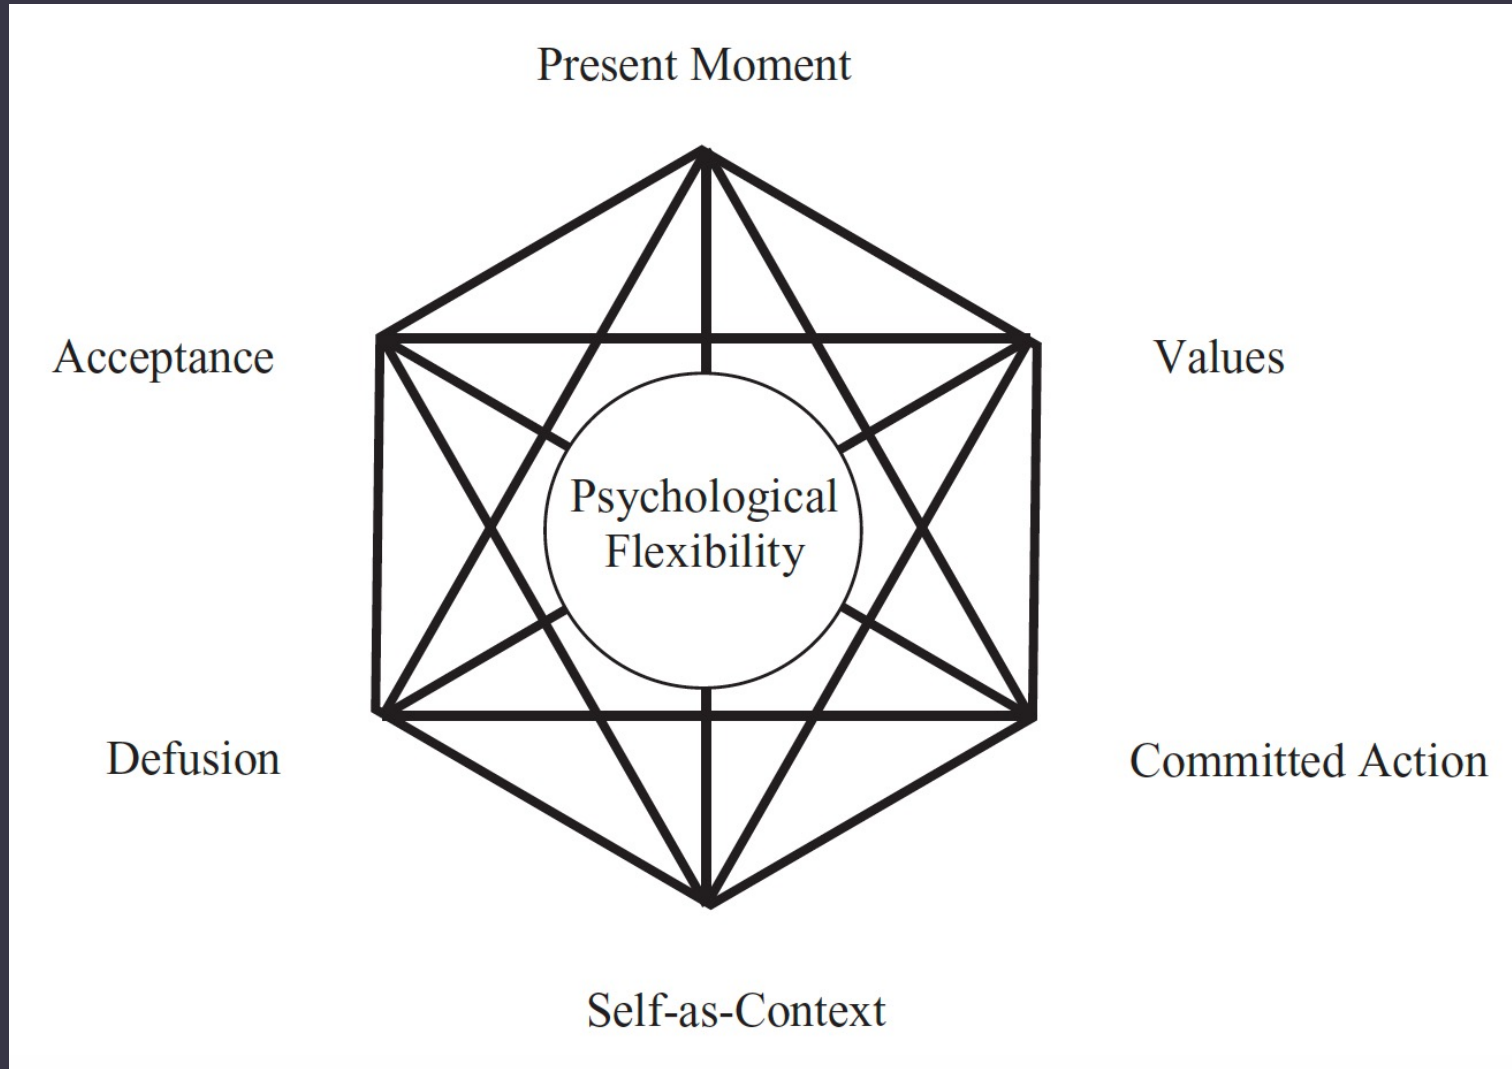 Present Moment
Acceptance
Values
Psychological
Flexibility
Defusion
Committed Action
Self-as-Context